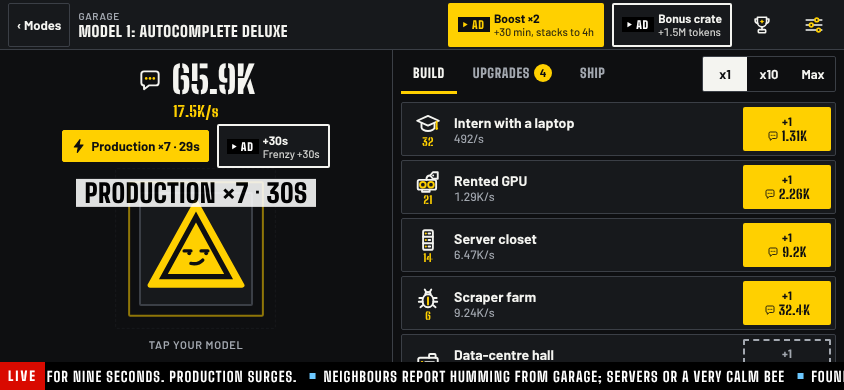 ‹ Modes
GARAGE
MODEL 1: AUTOCOMPLETE DELUXE
AD
Boost ×2
+30 min, stacks to 4h
AD
Bonus crate
+1.5M tokens
65.9K
17.5K/s
Production ×7 · 29s
AD
+30s
Frenzy +30s
PRODUCTION ×7 · 30S
TAP YOUR MODEL
BUILD
UPGRADES 4
SHIP
x1
x10
Max
32
Intern with a laptop
492/s
+1
1.31K
21
Rented GPU
1.29K/s
+1
2.26K
14
Server closet
6.47K/s
+1
9.2K
6
Scraper farm
9.24K/s
+1
32.4K
Data-centre hall
+1
LIVE
FOR NINE SECONDS. PRODUCTION SURGES. ▪ NEIGHBOURS REPORT HUMMING FROM GARAGE; SERVERS OR A VERY CALM BEE ▪